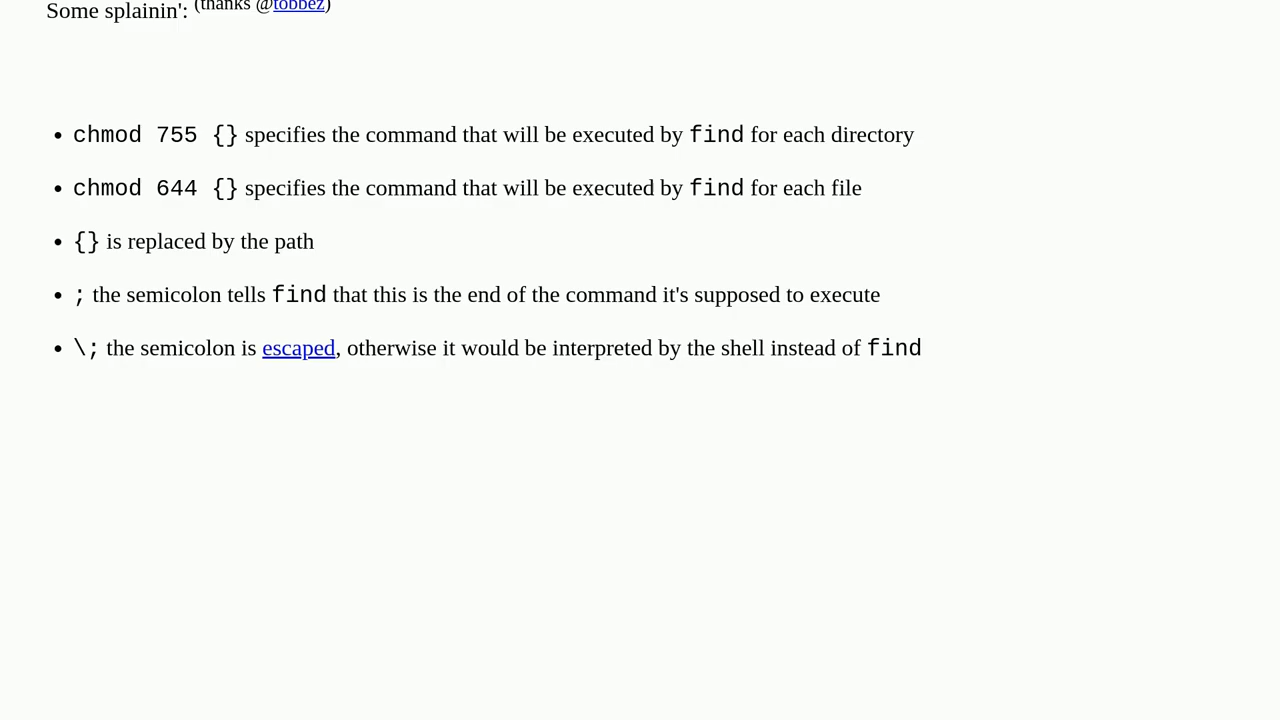 Some splainin': (thanks @tobbez)
• chmod 755 {} specifies the command that will be executed by find for each directory
• chmod 644 {} specifies the command that will be executed by find for each file
• {} is replaced by the path
• ; the semicolon tells find that this is the end of the command it's supposed to execute
• \; the semicolon is escaped, otherwise it would be interpreted by the shell instead of find